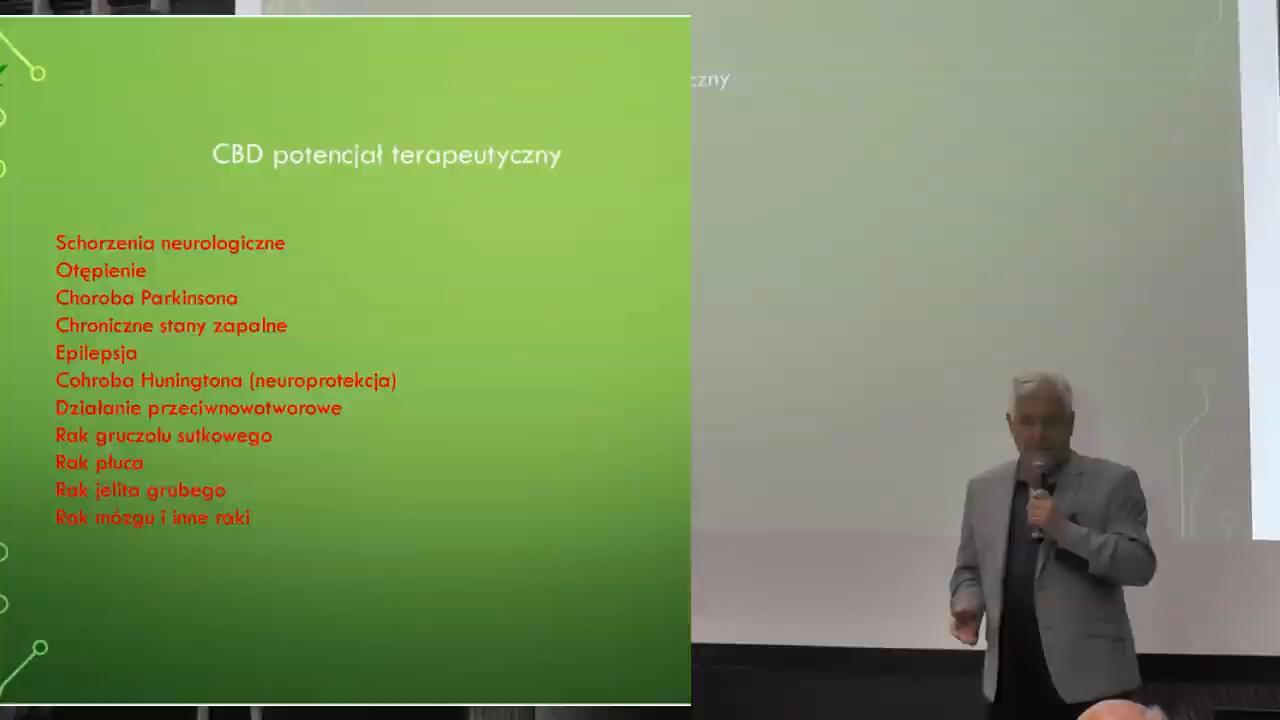 CBD potencjał terapeutyczny
Schorzenia neurologiczne
Otępienie
Choroba Parkinsona
Chroniczne stany zapalne
Epilepsja
Cohroba Huningtona (neuroprotekcja)
Działanie przeciwnowotworowe
Rak gruczołu sutkowego
Rak płuca
Rak jelita grubego
Rak mózgu i inne raki
czny